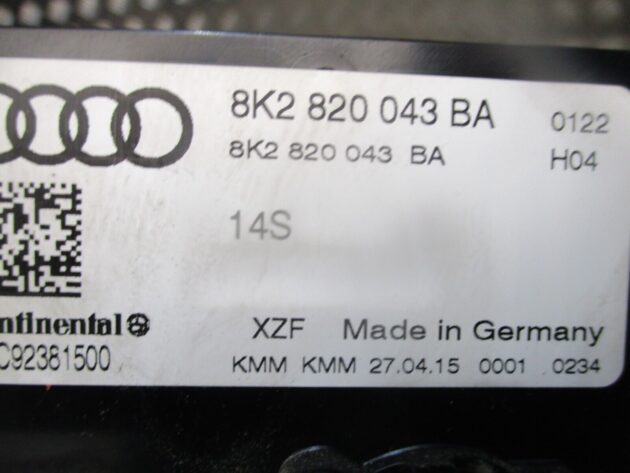 8K2 820 043 BA 0122
8K2 820 043 BA H04
14S
ntinental
XZF Made in Germany
C92381500
KMM KMM 27.04.15 0001 0234